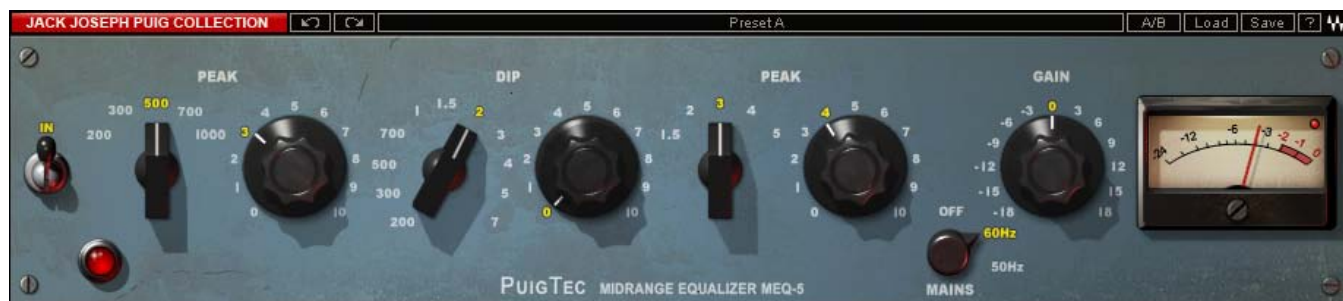 JACK JOSEPH PUIG COLLECTION Preset A A/B Load Save ?
PEAK DIP PEAK GAIN
IN
200 300 500 700 1000
0 1 2 3 4 5 6 7 8 9 10
200 300 500 700 1 1.5 2 3 4 5 7
0 1 2 3 4 5 6 7 8 9 10
1.5 2 3 4 5
0 1 2 3 4 5 6 7 8 9 10
-18 -15 -12 -9 -6 -3 0 3 6 9 12 15 18
-24 -12 -6 -3 -2 -1 0
OFF
60Hz
50Hz
MAINS
PUIGTEC MIDRANGE EQUALIZER MEQ-5